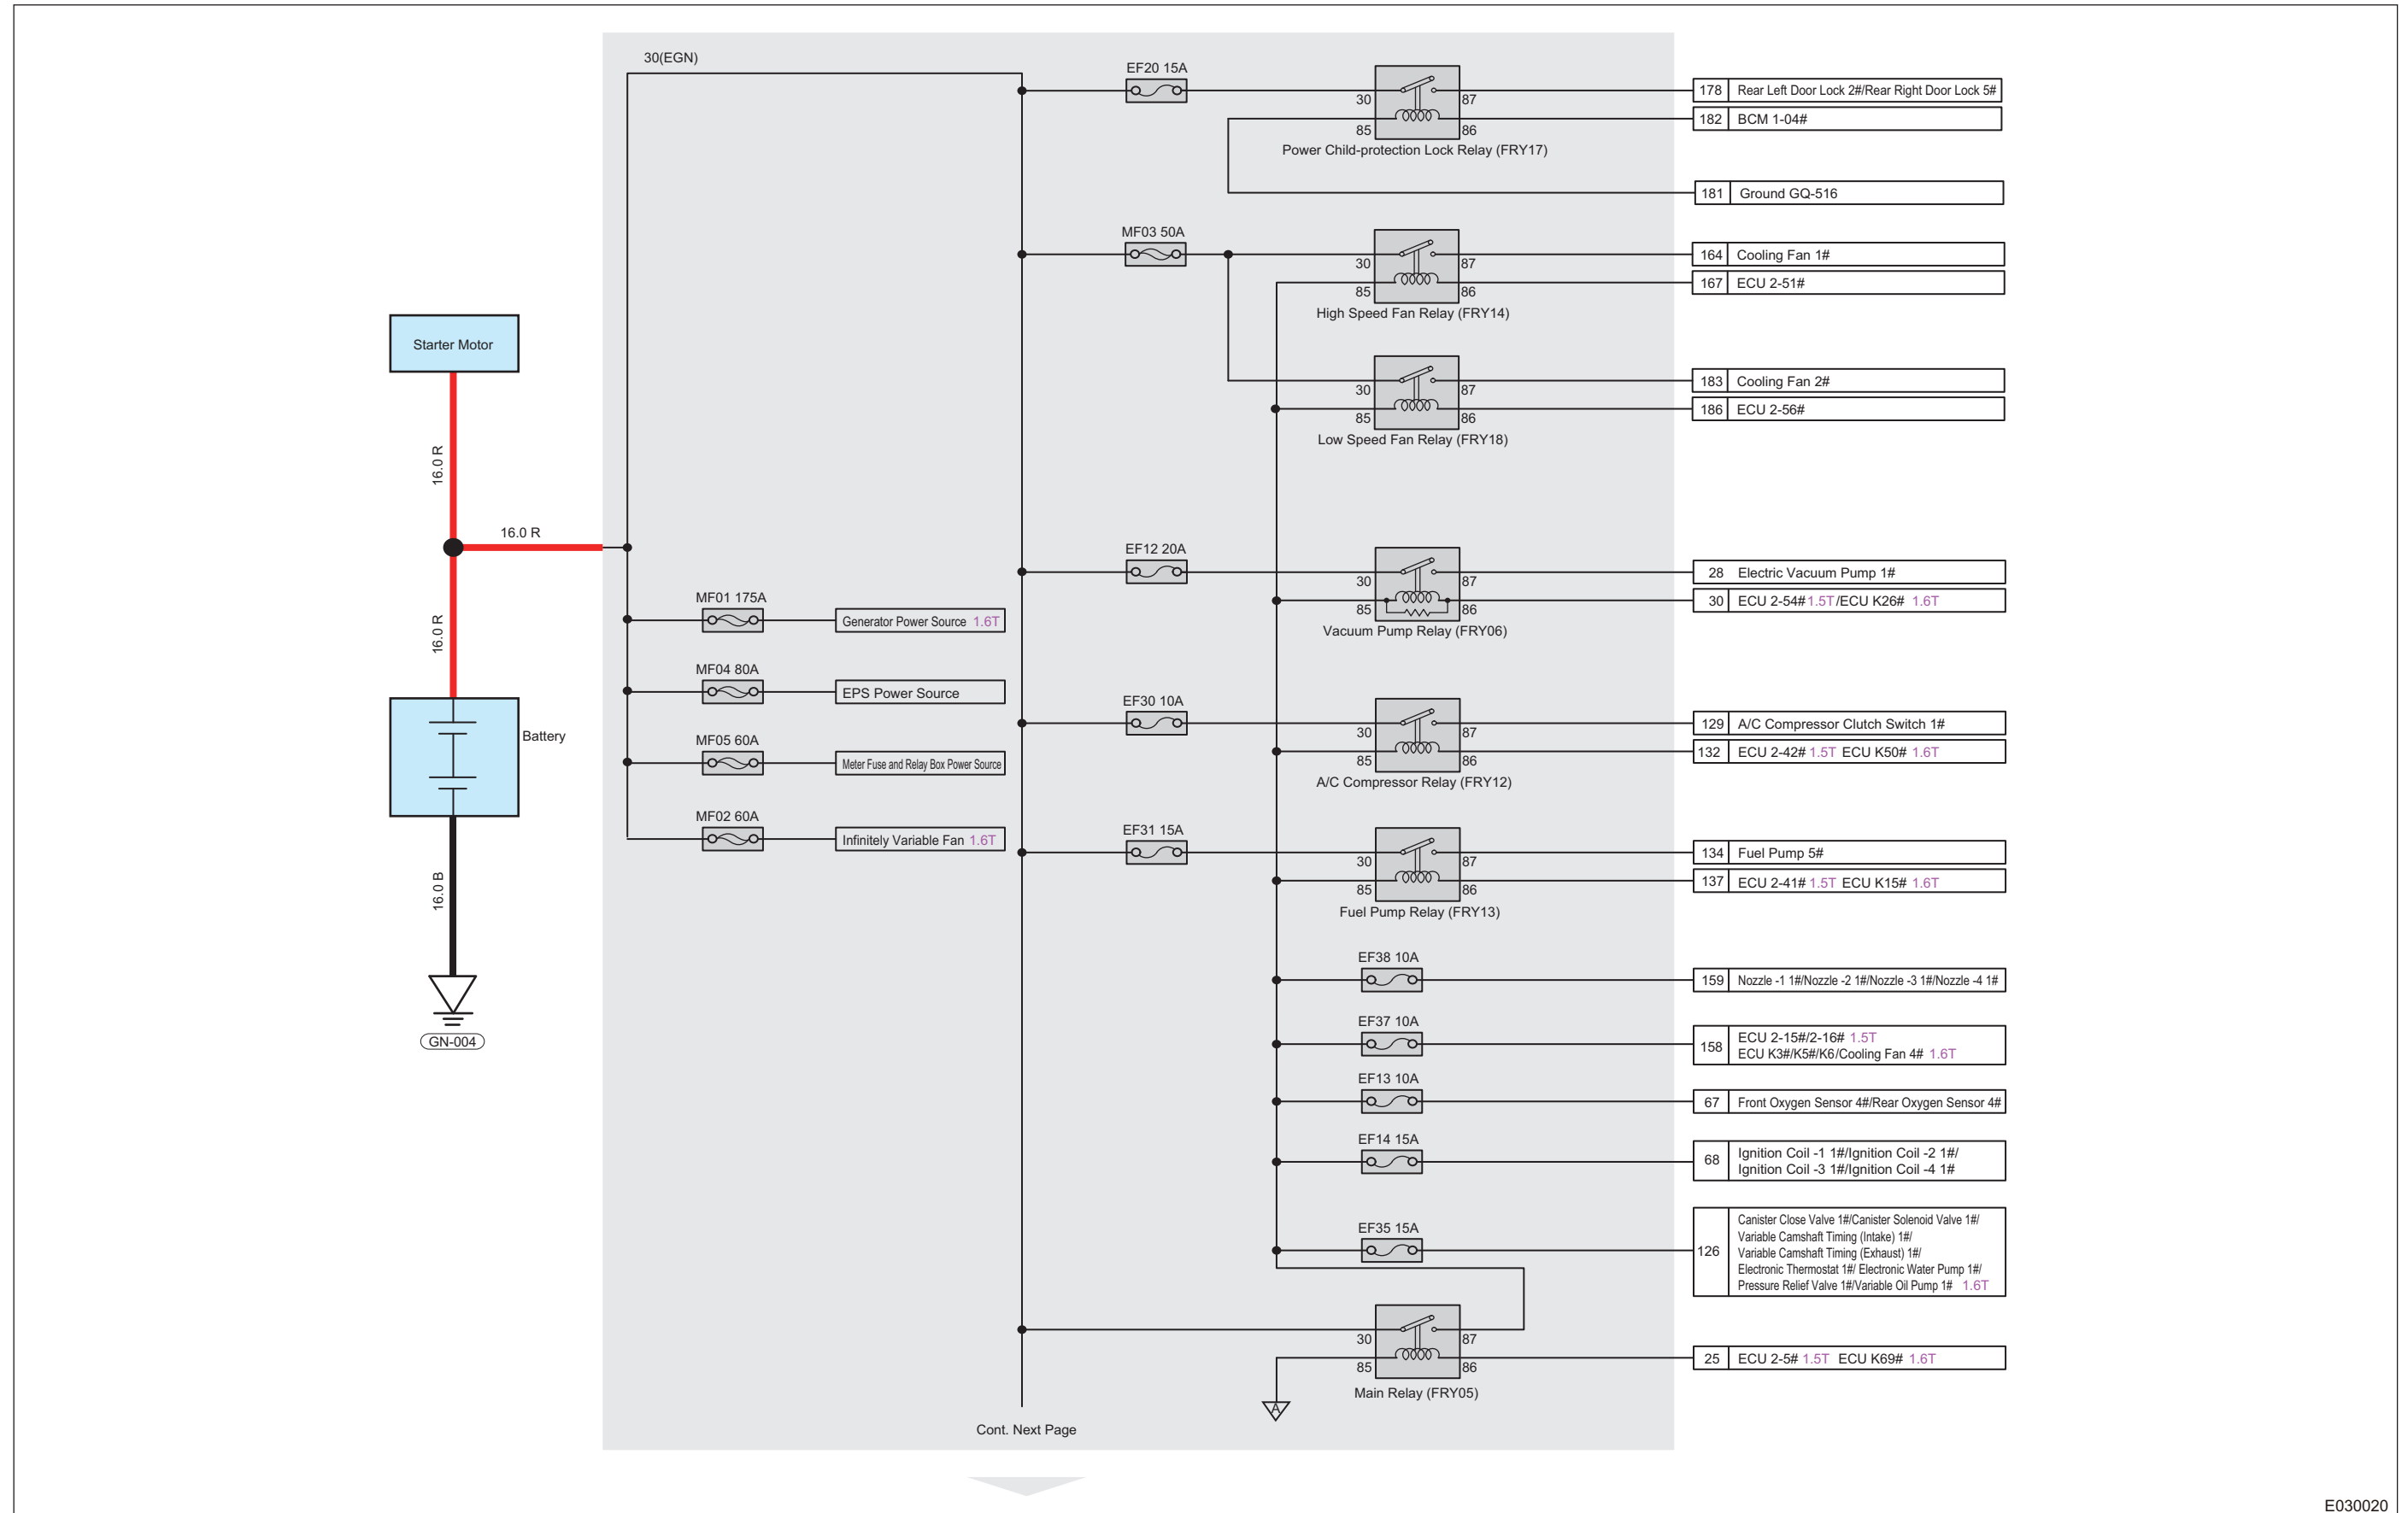 30(EGN)
EF20 15A
30
87
85
86
Power Child-protection Lock Relay (FRY17)
178 Rear Left Door Lock 2#/Rear Right Door Lock 5#
182 BCM 1-04#
181 Ground GQ-516
MF03 50A
30
87
85
86
High Speed Fan Relay (FRY14)
164 Cooling Fan 1#
167 ECU 2-51#
30
87
85
86
Low Speed Fan Relay (FRY18)
183 Cooling Fan 2#
186 ECU 2-56#
Starter Motor
16.0 R
16.0 R
16.0 R
Battery
16.0 B
GN-004
MF01 175A
Generator Power Source 1.6T
MF04 80A
EPS Power Source
MF05 60A
Meter Fuse and Relay Box Power Source
MF02 60A
Infinitely Variable Fan 1.6T
EF12 20A
30
87
85
86
Vacuum Pump Relay (FRY06)
28 Electric Vacuum Pump 1#
30 ECU 2-54#1.5T/ECU K26# 1.6T
EF30 10A
30
87
85
86
A/C Compressor Relay (FRY12)
129 A/C Compressor Clutch Switch 1#
132 ECU 2-42# 1.5T ECU K50# 1.6T
EF31 15A
30
87
85
86
Fuel Pump Relay (FRY13)
134 Fuel Pump 5#
137 ECU 2-41# 1.5T ECU K15# 1.6T
EF38 10A
159 Nozzle -1 1#/Nozzle -2 1#/Nozzle -3 1#/Nozzle -4 1#
EF37 10A
158 ECU 2-15#/2-16# 1.5T
ECU K3#/K5#/K6/Cooling Fan 4# 1.6T
EF13 10A
67 Front Oxygen Sensor 4#/Rear Oxygen Sensor 4#
EF14 15A
68 Ignition Coil -1 1#/Ignition Coil -2 1#/
Ignition Coil -3 1#/Ignition Coil -4 1#
EF35 15A
126 Canister Close Valve 1#/Canister Solenoid Valve 1#/
Variable Camshaft Timing (Intake) 1#/
Variable Camshaft Timing (Exhaust) 1#/
Electronic Thermostat 1#/ Electronic Water Pump 1#/
Pressure Relief Valve 1#/Variable Oil Pump 1# 1.6T
30
87
85
86
Main Relay (FRY05)
25 ECU 2-5# 1.5T ECU K69# 1.6T
A
Cont. Next Page
E030020